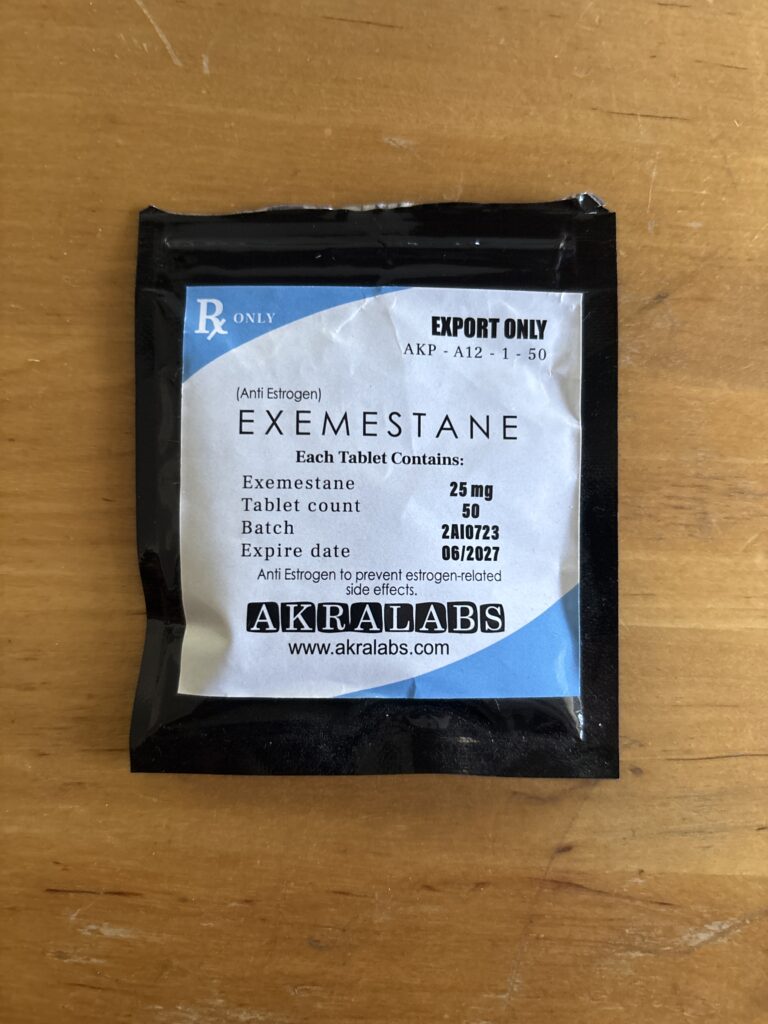 Rx ONLY
EXPORT ONLY
AKP - A12 - 1 - 50
(Anti Estrogen)
EXEMESTANE
Each Tablet Contains:
Exemestane 25 mg
Tablet count 50
Batch 2AI0723
Expire date 06/2027
Anti Estrogen to prevent estrogen-related
side effects.
AKRALABS
www.akralabs.com